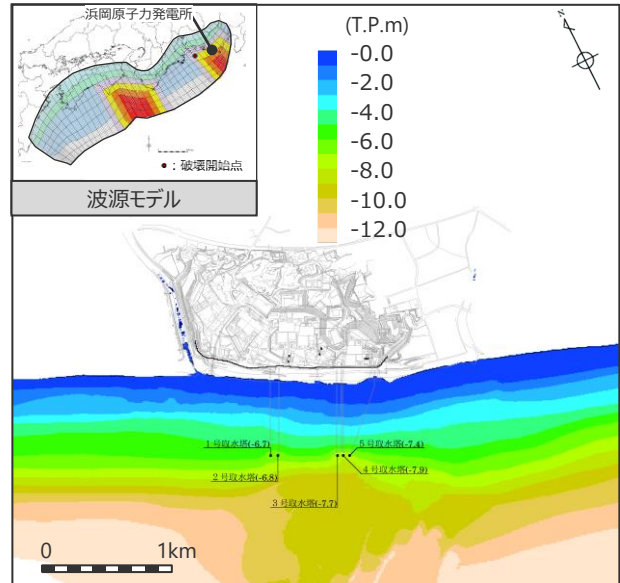 浜岡原子力発電所
●：破壊開始点
波源モデル
(T.P.m)
-0.0
-2.0
-4.0
-6.0
-8.0
-10.0
-12.0
N
1号取水塔(-6.7)
5号取水塔(-7.4)
2号取水塔(-6.8)
4号取水塔(-7.9)
3号取水塔(-7.7)
0 1km